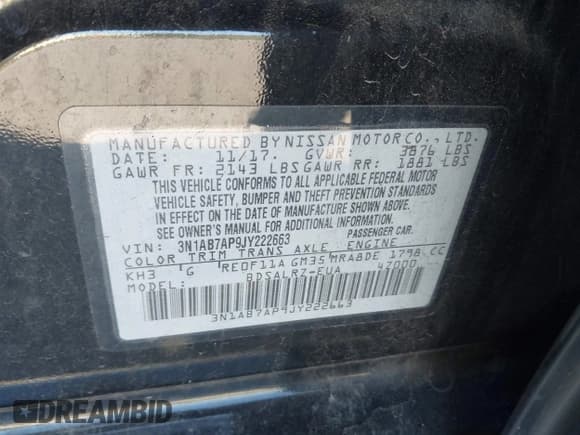 MANUFACTURED BY NISSAN MOTOR CO., LTD.
DATE: 11/17. GVWR: 3876 LBS
GAWR FR: 2143 LBS GAWR RR: 1881 LBS
THIS VEHICLE CONFORMS TO ALL APPLICABLE FEDERAL MOTOR
VEHICLE SAFETY, BUMPER AND THEFT PREVENTION STANDARDS
IN EFFECT ON THE DATE OF MANUFACTURE SHOWN ABOVE.
SEE OWNER'S MANUAL FOR ADDITIONAL INFORMATION.
VIN: 3N1AB7AP9JY222663 PASSENGER CAR.
COLOR TRIM TRANS AXLE ENGINE
KH3 G RE0F11A GM35 MRA8DE 1798 CC
MODEL: BDSALRZ-EUA 47000
3N1AB7AP9JY222663
DREAMBID